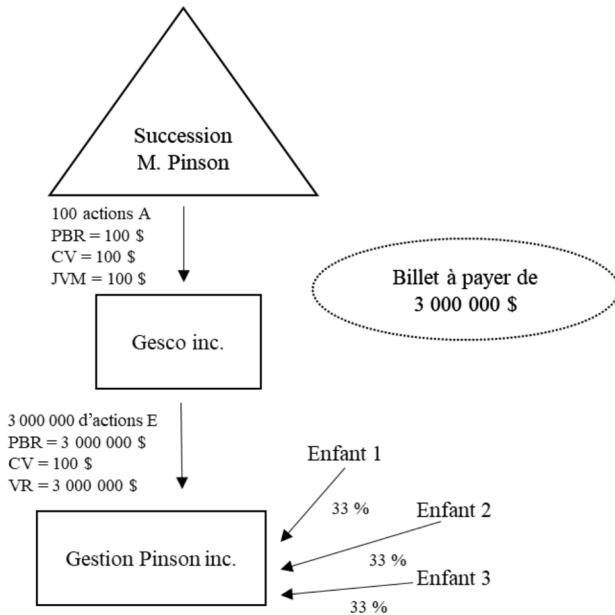 Succession
M. Pinson
100 actions A
PBR = 100 $
CV = 100 $
JVM = 100 $
Billet à payer de
3 000 000 $
Gesco inc.
3 000 000 d'actions E
PBR = 3 000 000 $
CV = 100 $
VR = 3 000 000 $
Enfant 1
33 %
Enfant 2
Gestion Pinson inc.
33 %
Enfant 3
33 %